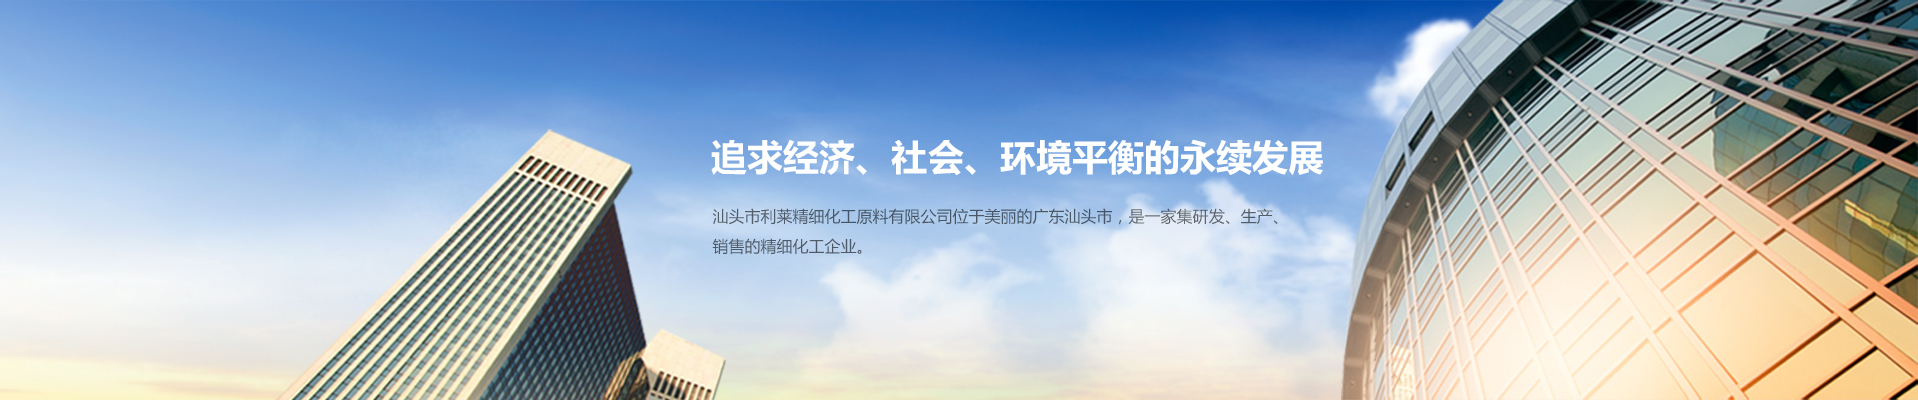 追求经济、社会、环境平衡的永续发展
汕头市利莱精细化工原料有限公司位于美丽的广东汕头市，是一家集研发、生产、
销售的精细化工企业。